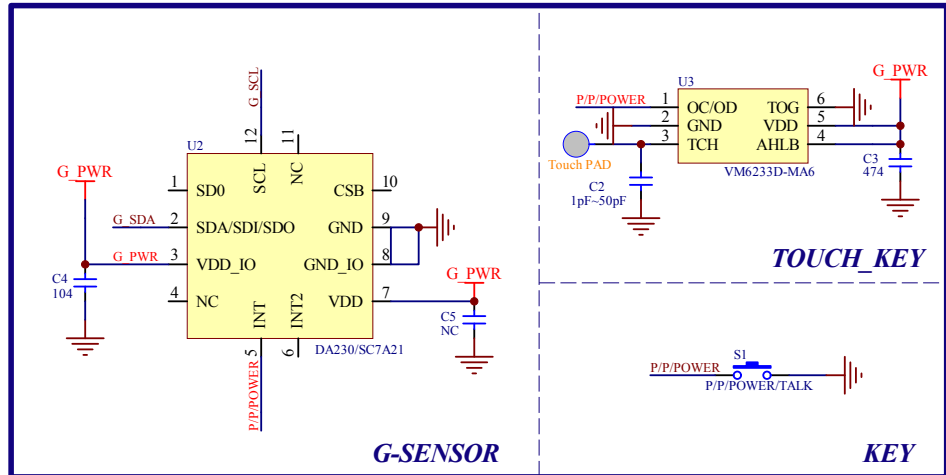 G_SCL
12
11
U2
SCL
NC
G_PWR
1
SD0
CSB
10
G_SDA
2
SDA/SDI/SDO
GND
9
G_PWR
3
VDD_IO
GND_IO
8
C4
104
4
NC
VDD
7
G_PWR
C5
NC
INT
INT2
5
6
DA230/SC7A21
P/P/POWER
G-SENSOR
U3
G_PWR
P/P/POWER
1
OC/OD
TOG
6
2
GND
VDD
5
3
TCH
AHLB
4
Touch PAD
VM6233D-MA6
C3
474
C2
1pF~50pF
TOUCH_KEY
S1
P/P/POWER
P/P/POWER/TALK
KEY